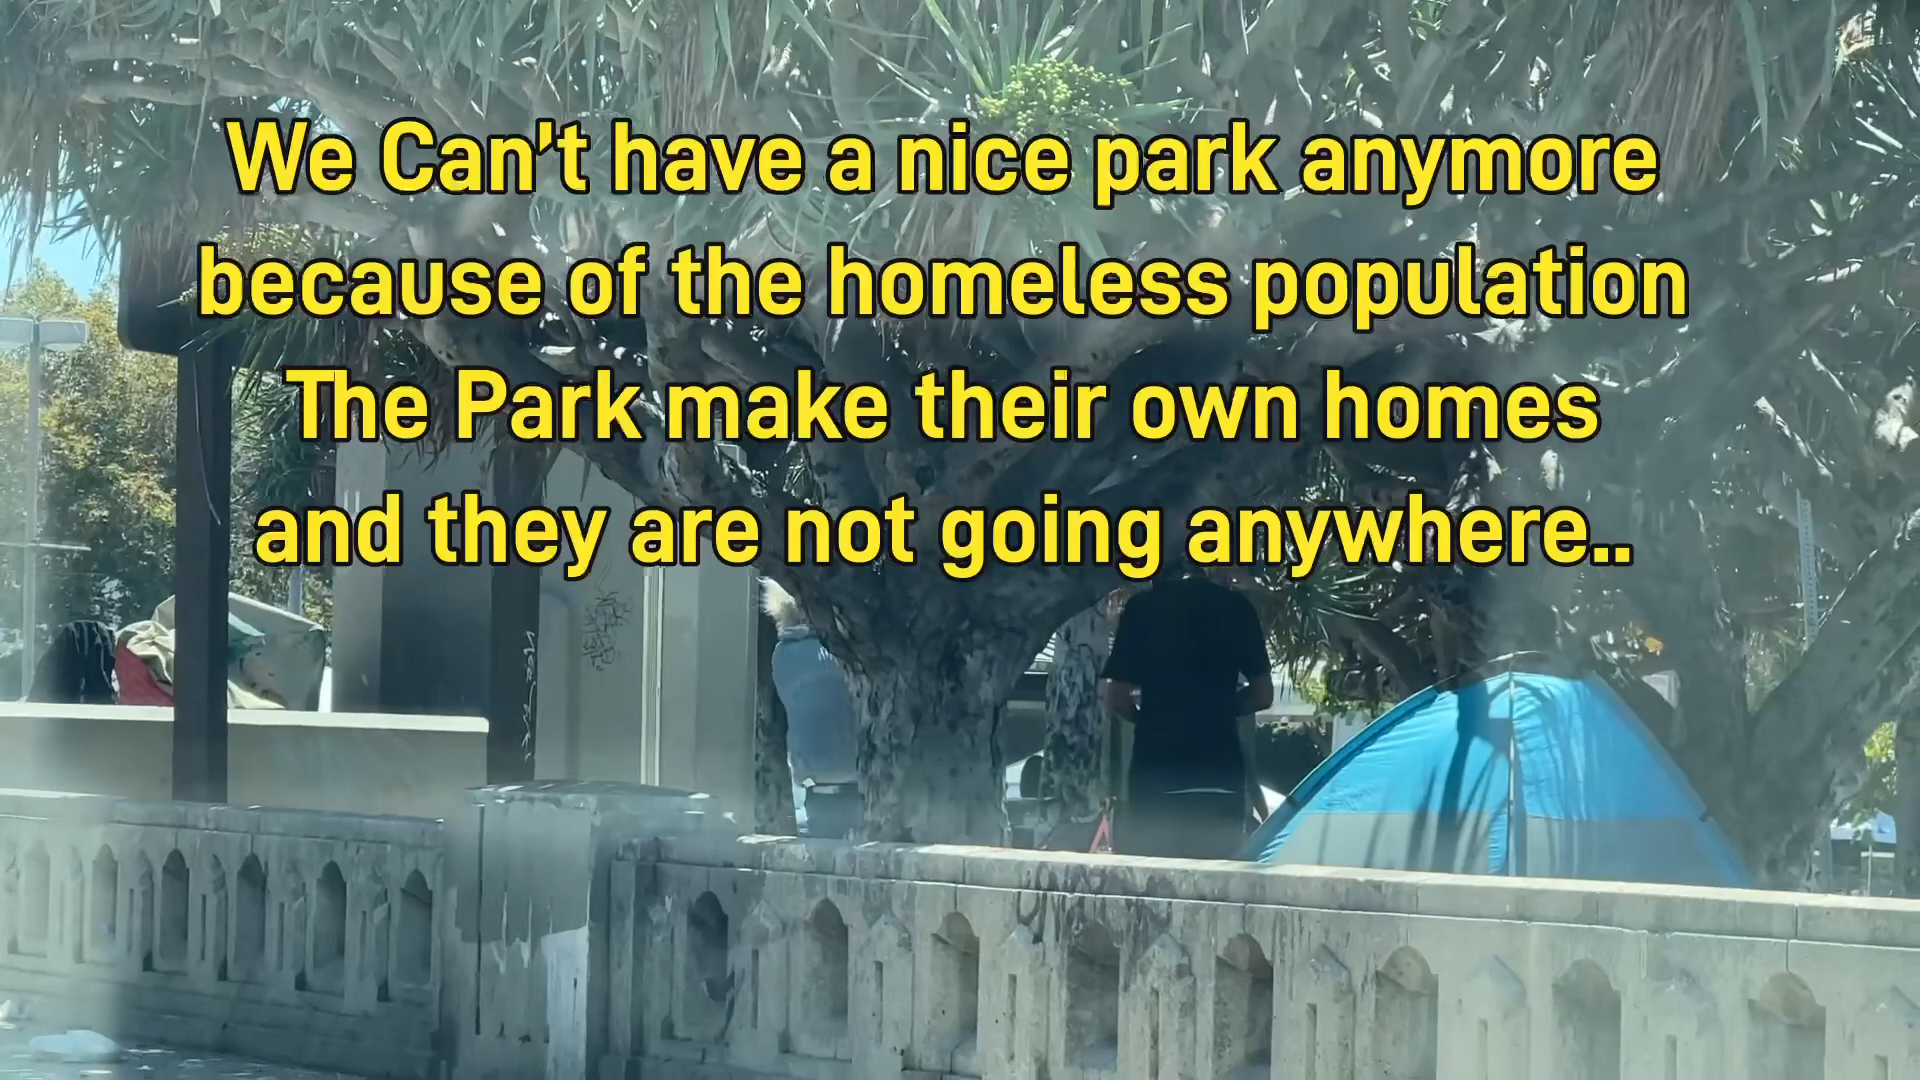 We Can't have a nice park anymore
because of the homeless population
The Park make their own homes
and they are not going anywhere..